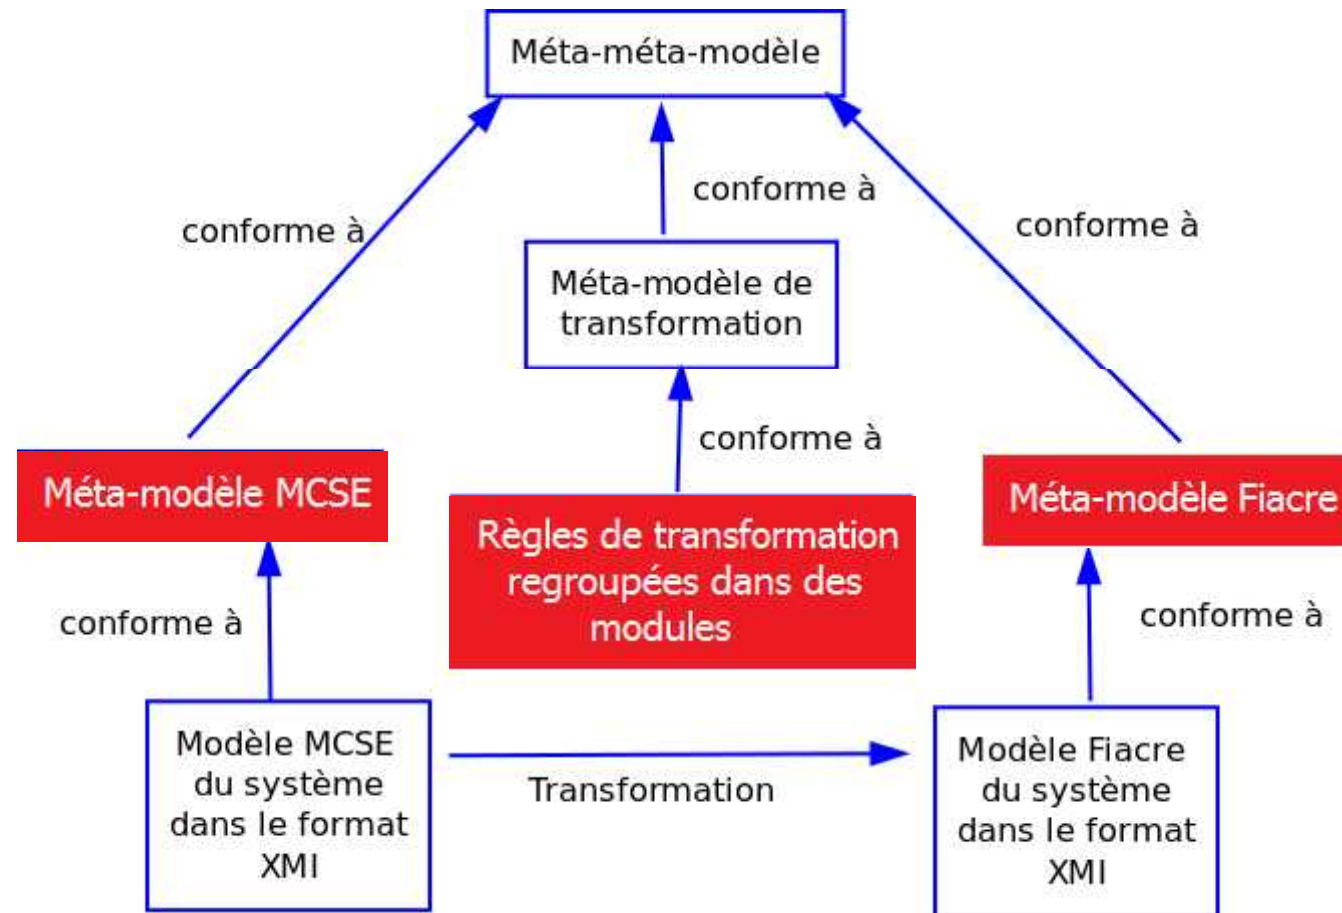 Méta-méta-modèle
conforme à
conforme à
conforme à
Méta-modèle de
transformation
conforme à
Méta-modèle MCSE
Méta-modèle Fiacre
Règles de transformation
regroupées dans des
modules
conforme à
conforme à
Modèle MCSE
du système
dans le format
XMI
Transformation
Modèle Fiacre
du système
dans le format
XMI